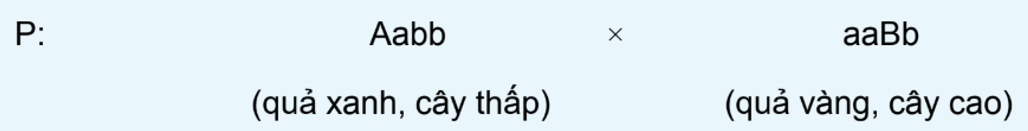 P: Aabb × aaBb
(quả xanh, cây thấp) (quả vàng, cây cao)